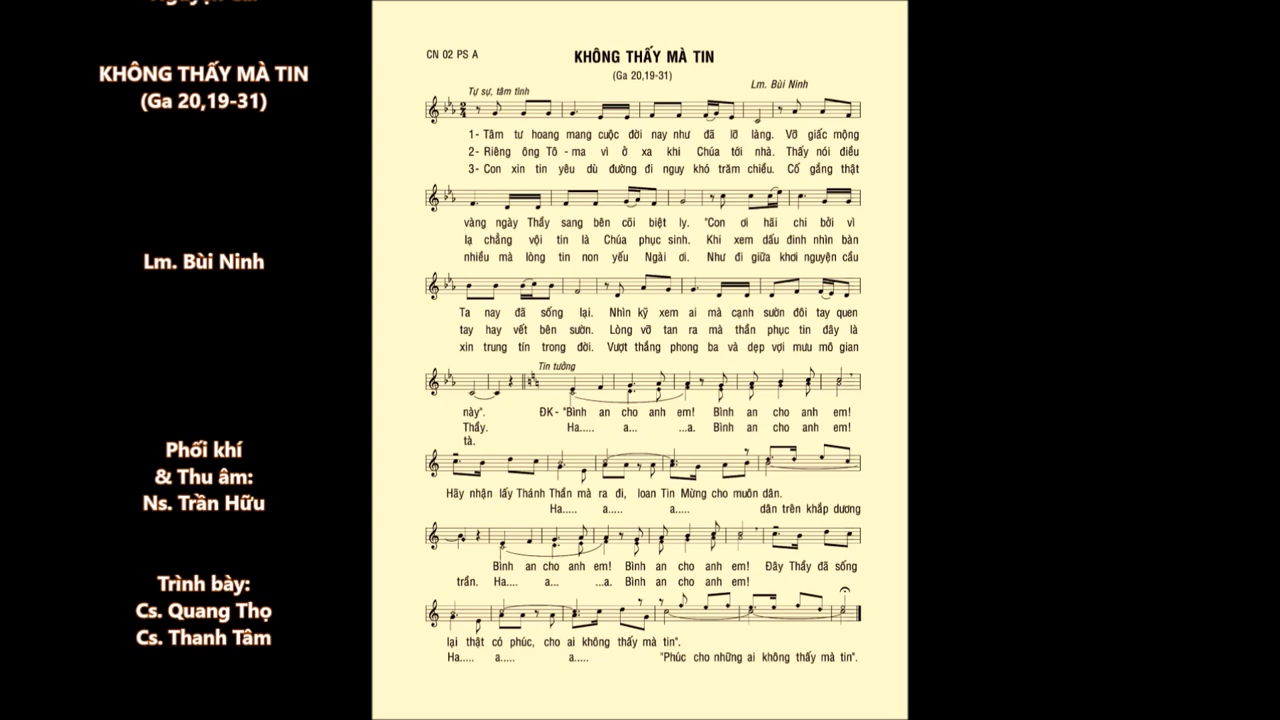 KHÔNG THẤY MÀ TIN
(Ga 20,19-31)
Lm. Bùi Ninh
Phối khí
& Thu âm:
Ns. Trần Hữu
Trình bày:
Cs. Quang Thọ
Cs. Thanh Tâm
CN 02 PS A
KHÔNG THẤY MÀ TIN
(Ga 20,19-31)
Lm. Bùi Ninh
Tự sự, tâm tình
1- Tâm tư hoang mang cuộc đời nay như đã lỡ làng. Vỡ giấc mộng
2- Riêng ông Tô - ma vì ở xa khi Chúa tới nhà. Thấy nói điều
3- Con xin tin yêu dù đường đi nguy khó trăm chiều. Cố gắng thật
vàng ngày Thầy sang bên cõi biệt ly. "Con ơi hãi chi bởi vì
lạ chẳng vội tin là Chúa phục sinh. Khi xem dấu đinh nhìn bàn
nhiều mà lòng tin non yếu Ngài ơi. Như đi giữa khơi nguyện cầu
Ta nay đã sống lại. Nhìn kỹ xem ai mà cạnh sườn đôi tay quen
tay hay vết bên sườn. Lòng vỡ tan ra mà thần phục tin đây là
xin trung tín trong đời. Vượt thắng phong ba và dẹp vợi mưu mô gian
Tin tưởng
này". ĐK- "Bình an cho anh em! Bình an cho anh em!
Thầy. Ha..... a... ...a. Bình an cho anh em!
tà.
Hãy nhận lấy Thánh Thần mà ra đi, loan Tin Mừng cho muôn dân.
Ha..... a..... a..... dân trên khắp dương
Bình an cho anh em! Bình an cho anh em! Đây Thầy đã sống
trần. Ha.... a... ...a. Bình an cho anh em!
lại thật có phúc, cho ai không thấy mà tin".
Ha..... a..... a..... "Phúc cho những ai không thấy mà tin".